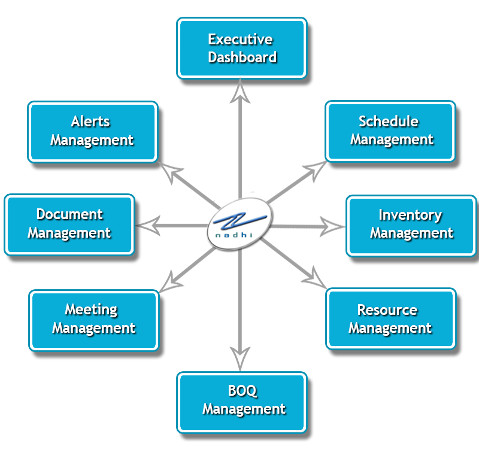 Executive
Dashboard
Alerts
Management
Schedule
Management
Document
Management
nadhi
Inventory
Management
Meeting
Management
Resource
Management
BOQ
Management